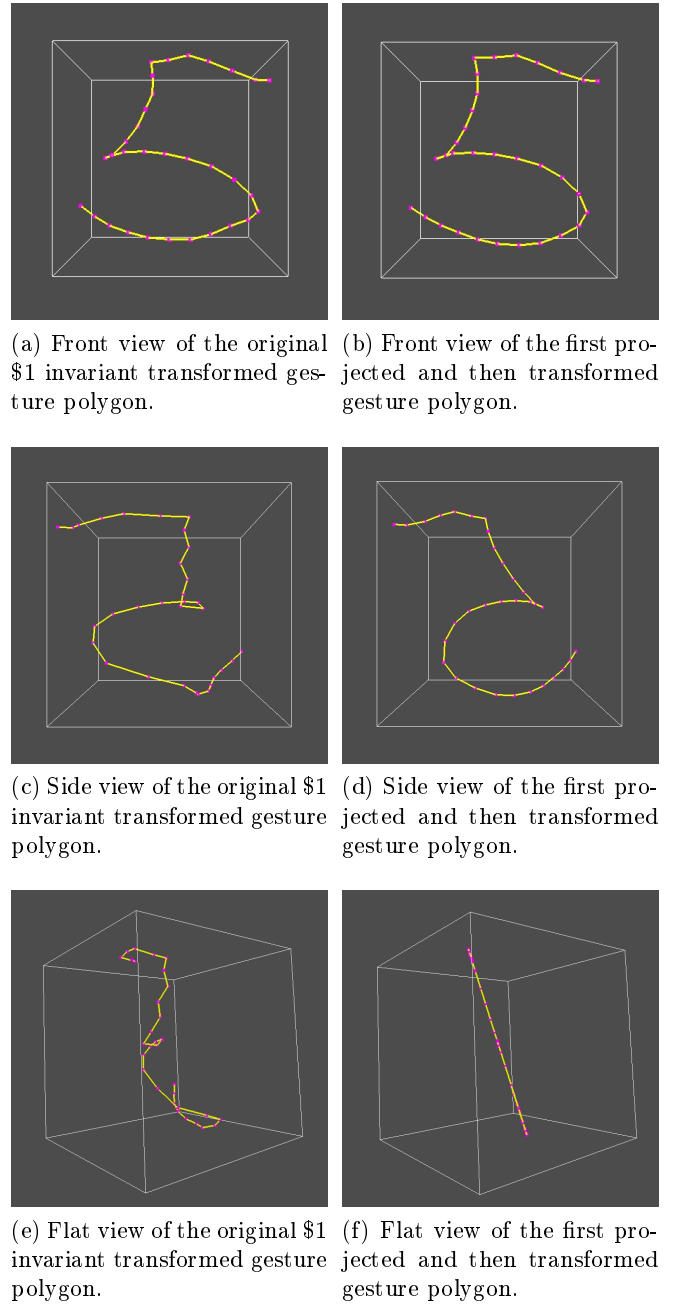 (a) Front view of the original
$1 invariant transformed ges-
ture polygon.
(b) Front view of the first pro-
jected and then transformed
gesture polygon.
(c) Side view of the original $1
invariant transformed gesture
polygon.
(d) Side view of the first pro-
jected and then transformed
gesture polygon.
(e) Flat view of the original $1
invariant transformed gesture
polygon.
(f) Flat view of the first pro-
jected and then transformed
gesture polygon.